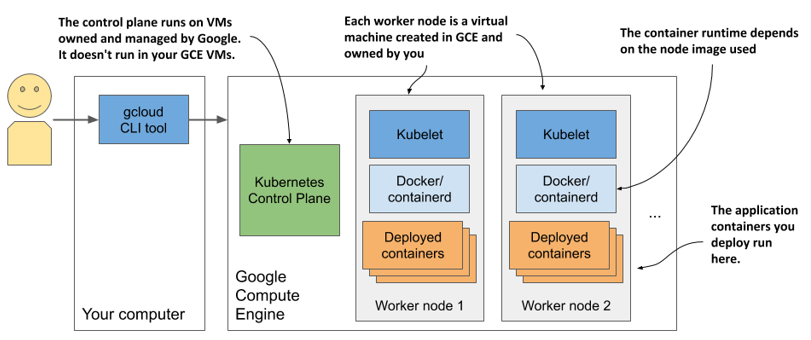 The control plane runs on VMs
owned and managed by Google.
It doesn't run in your GCE VMs.
Each worker node is a virtual
machine created in GCE and
owned by you
The container runtime depends
on the node image used
gcloud
CLI tool
Your computer
Kubernetes
Control Plane
Google
Compute
Engine
Kubelet
Docker/
containerd
Deployed
containers
Worker node 1
Kubelet
Docker/
containerd
Deployed
containers
Worker node 2
...
The application
containers you
deploy run
here.